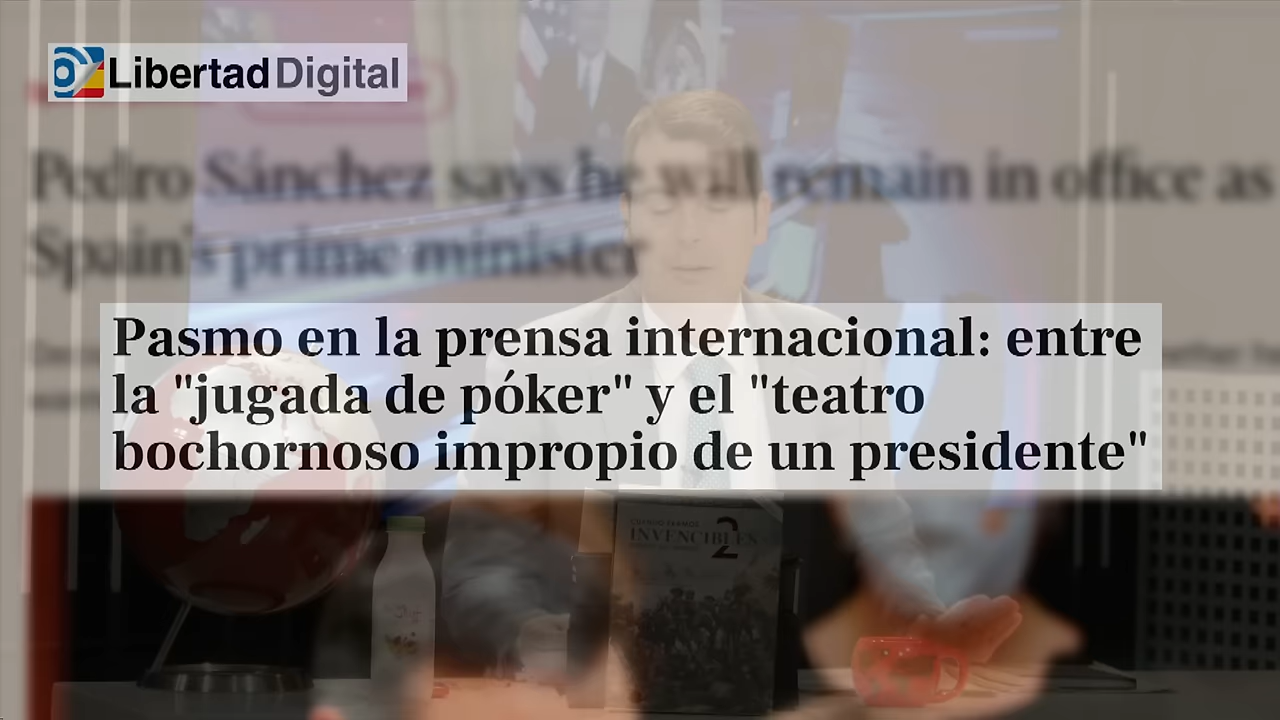 Libertad Digital
Pedro Sánchez says he will remain in office as
Spain's prime minister
Pasmo en la prensa internacional: entre
la "jugada de póker" y el "teatro
bochornoso impropio de un presidente"
INVENCIBLES
2